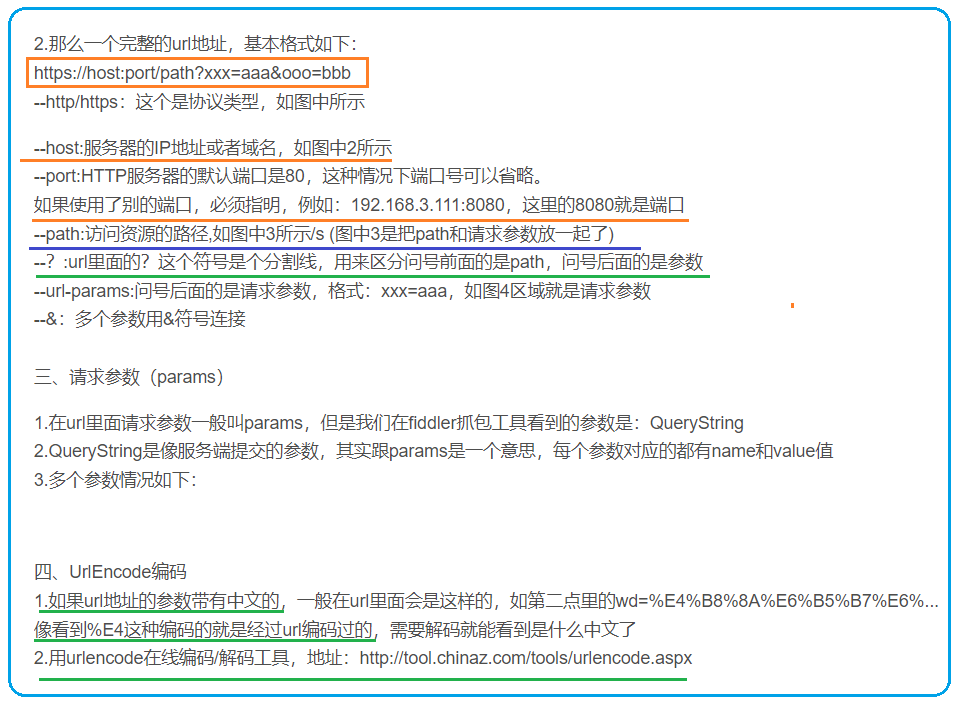 2.那么一个完整的url地址，基本格式如下：
https://host:port/path?xxx=aaa&ooo=bbb
--http/https：这个是协议类型，如图中所示
--host:服务器的IP地址或者域名，如图中2所示
--port:HTTP服务器的默认端口是80，这种情况下端口号可以省略。
如果使用了别的端口，必须指明，例如：192.168.3.111:8080，这里的8080就是端口
--path:访问资源的路径,如图中3所示/s (图中3是把path和请求参数放一起了)
--？:url里面的？这个符号是个分割线，用来区分问号前面的是path，问号后面的是参数
--url-params:问号后面的是请求参数，格式：xxx=aaa，如图4区域就是请求参数
--&：多个参数用&符号连接
三、请求参数（params）
1.在url里面请求参数一般叫params，但是我们在fiddler抓包工具看到的参数是：QueryString
2.QueryString是像服务端提交的参数，其实跟params是一个意思，每个参数对应的都有name和value值
3.多个参数情况如下：
四、UrlEncode编码
1.如果url地址的参数带有中文的，一般在url里面会是这样的，如第二点里的wd=%E4%B8%8A%E6%B5%B7%E6%...
像看到%E4这种编码的就是经过url编码过的，需要解码就能看到是什么中文了
2.用urlencode在线编码/解码工具，地址：http://tool.chinaz.com/tools/urlencode.aspx